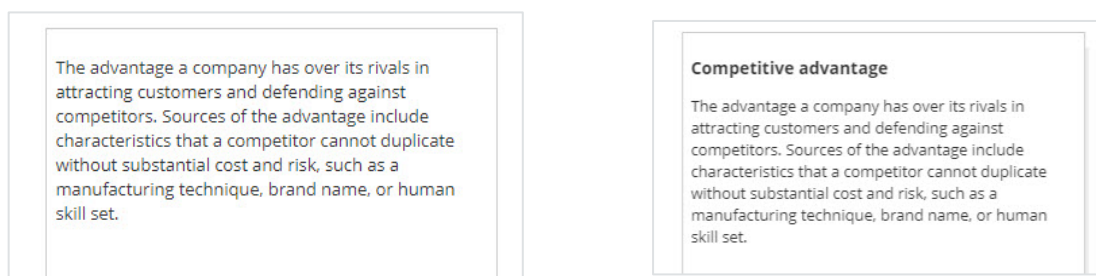 The advantage a company has over its rivals in
attracting customers and defending against
competitors. Sources of the advantage include
characteristics that a competitor cannot duplicate
without substantial cost and risk, such as a
manufacturing technique, brand name, or human
skill set.
Competitive advantage
The advantage a company has over its rivals in
attracting customers and defending against
competitors. Sources of the advantage include
characteristics that a competitor cannot duplicate
without substantial cost and risk, such as a
manufacturing technique, brand name, or human
skill set.